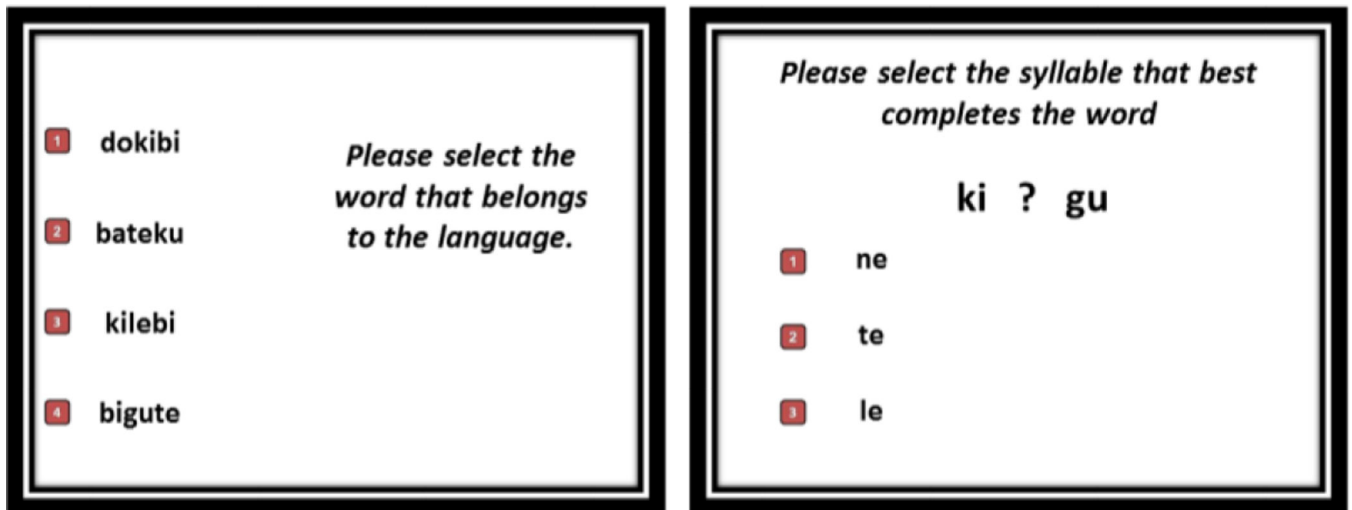 1 dokibi
2 bateku
3 kilebi
4 bigute
Please select the
word that belongs
to the language.
Please select the syllable that best
completes the word
ki ? gu
1 ne
2 te
3 le